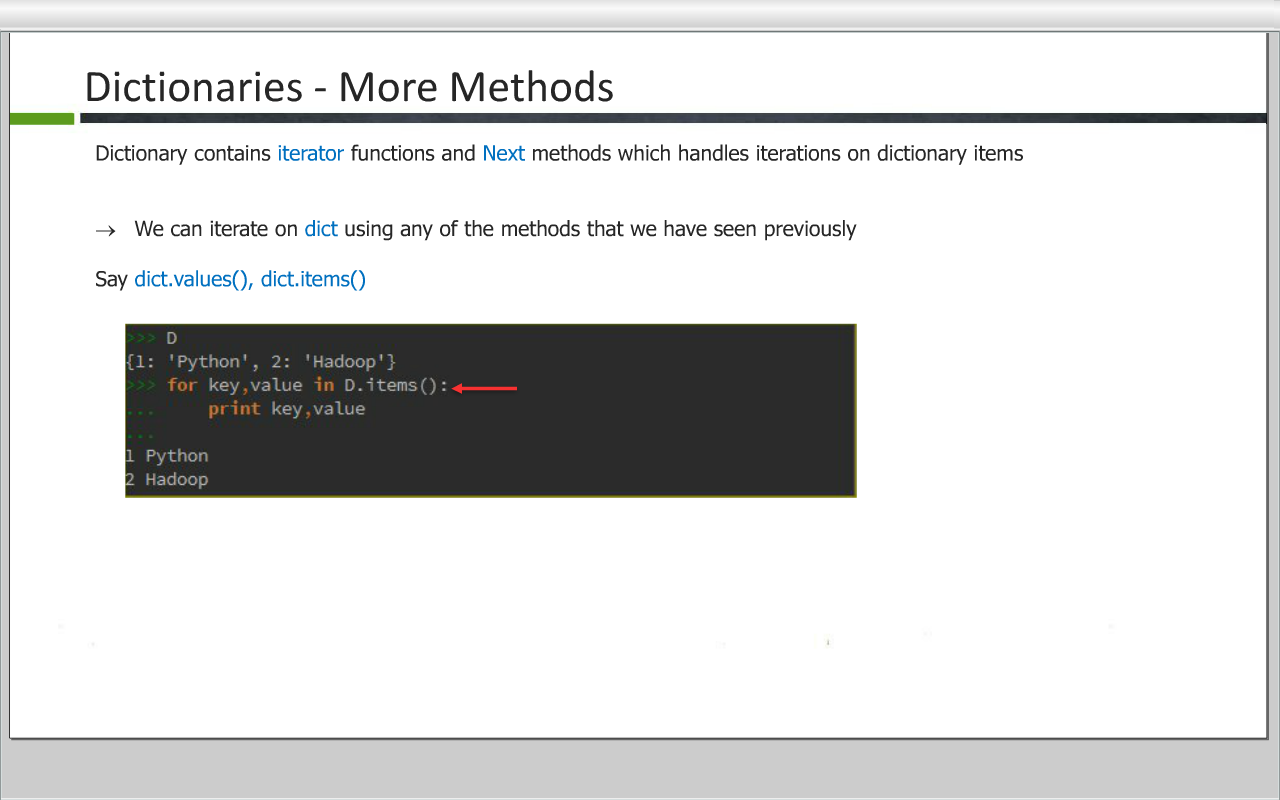 Dictionaries - More Methods
Dictionary contains iterator functions and Next methods which handles iterations on dictionary items
→ We can iterate on dict using any of the methods that we have seen previously
Say dict.values(), dict.items()
>>> D
{1: 'Python', 2: 'Hadoop'}
>>> for key,value in D.items():
...     print key,value
...
1 Python
2 Hadoop